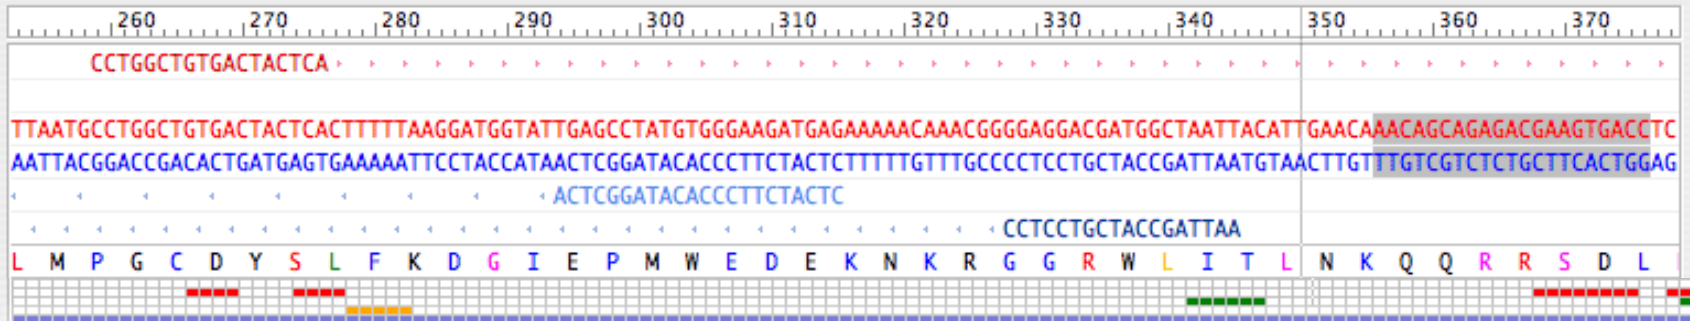 260 270 280 290 300 310 320 330 340 350 360 370
CCTGGCTGTGACTACTCA
TTAATGCCTGGCTGTGACTACTCACTTTTTAAGGATGGTATTGAGCCTATGTGGGAAGATGAGAAAAACAAACGGGGAGGACGATGGCTAATTACATTGAACAAACAGCAGAGACGAAGTGACCTC
AATTACGGACCGACACTGATGAGTGAAAAATTCCTACCATAACTCGGATACACCCTTCTACTCTTTTTGTTTGCCCCTCCTGCTACCGATTAATGTAACTTGTTTGTCGTCTCTGCTTCACTGGAG
ACTCGGATACACCCTTCTACTC
CCTCCTGCTACCGATTAA
L M P G C D Y S L F K D G I E P M W E D E K N K R G G R W L I T L N K Q Q R R S D L